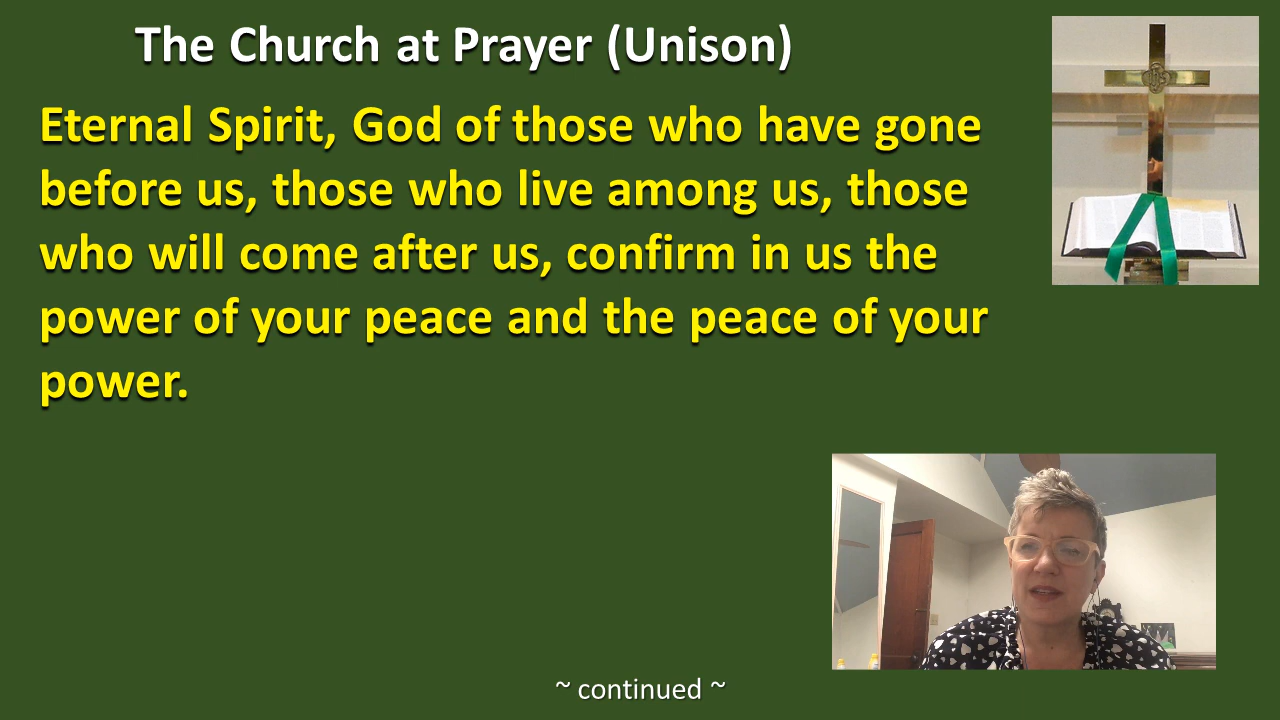 The Church at Prayer (Unison)
Eternal Spirit, God of those who have gone
before us, those who live among us, those
who will come after us, confirm in us the
power of your peace and the peace of your
power.
~ continued ~